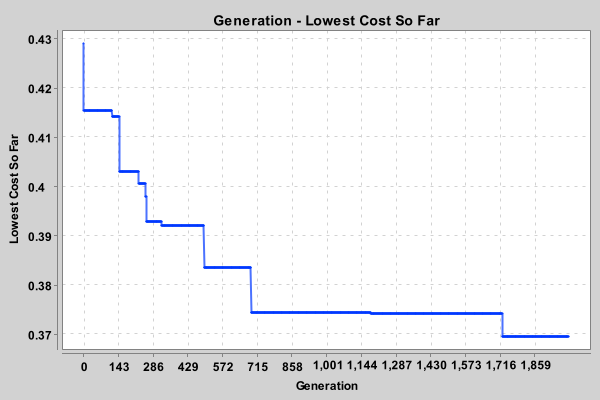 Generation - Lowest Cost So Far
0.43
0.42
0.41
0.4
0.39
0.38
0.37
Lowest Cost So Far
0 143 286 429 572 715 858 1,001 1,144 1,287 1,430 1,573 1,716 1,859
Generation